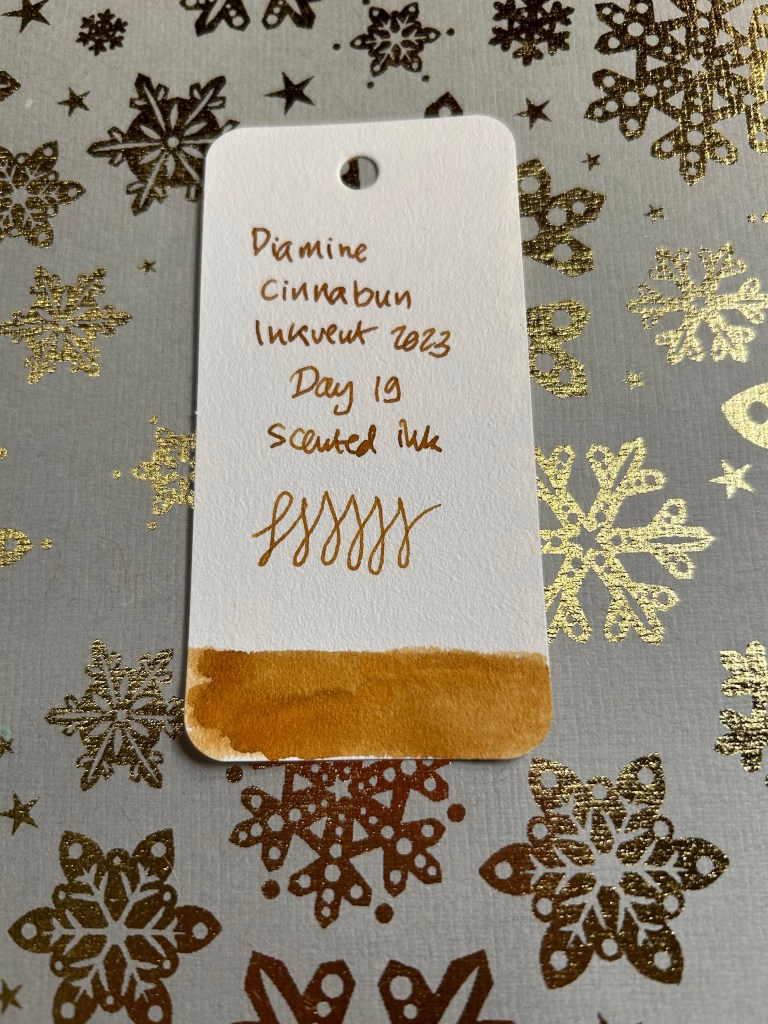 Diamine
Cinnabun
Inkvent 2023
Day 19
Scented ink